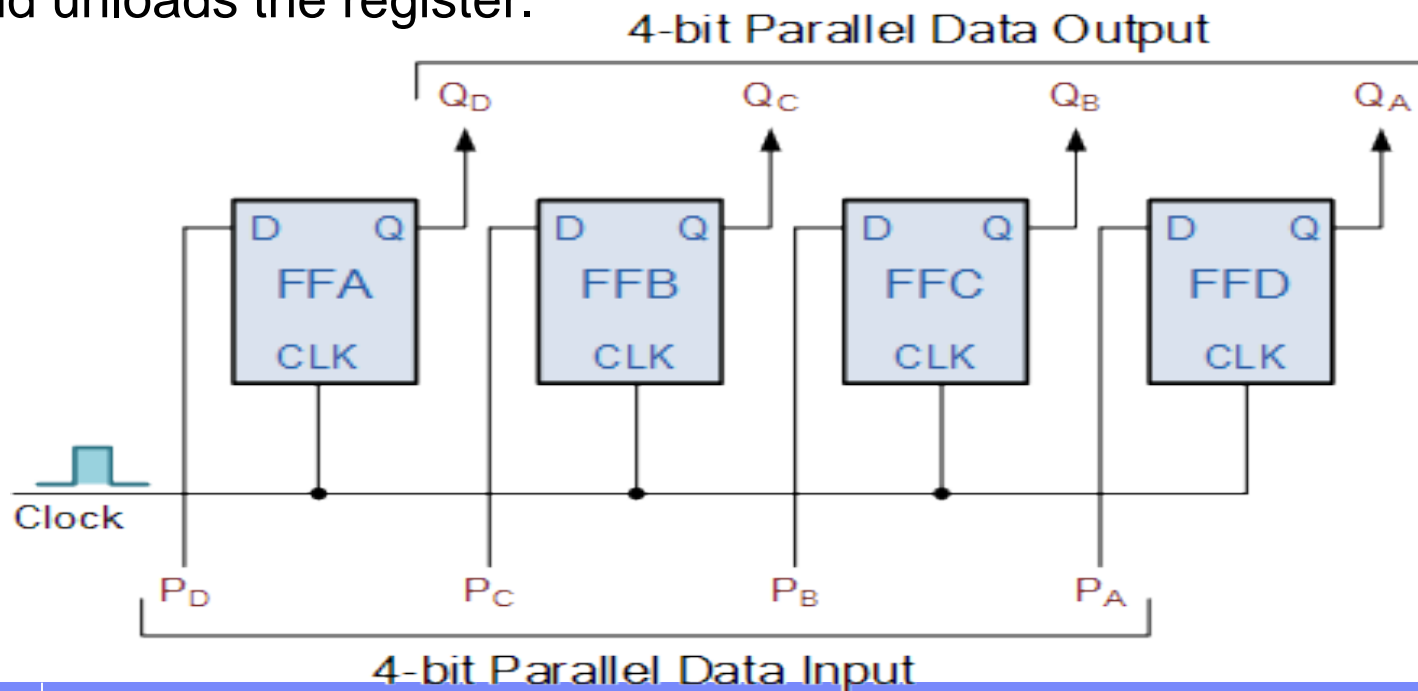 nd unloads the register.
4-bit Parallel Data Output
QD QC QB QA
D Q D Q D Q D Q
FFA FFB FFC FFD
CLK CLK CLK CLK
Clock
PD PC PB PA
4-bit Parallel Data Input